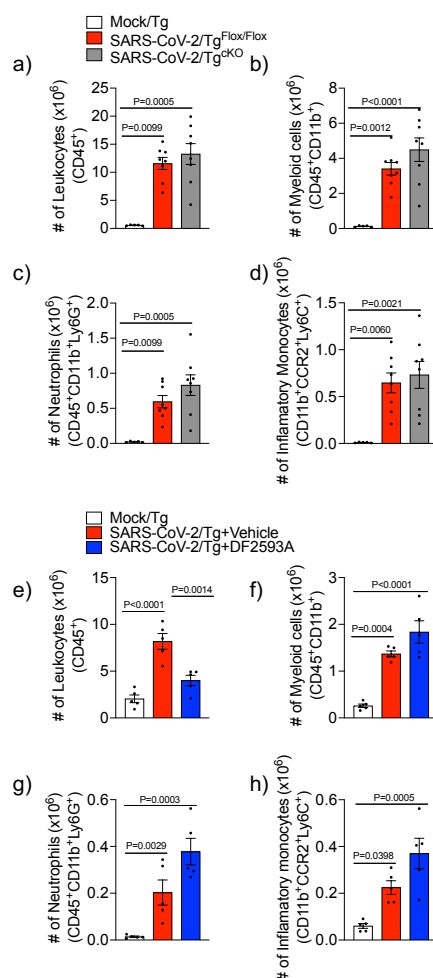 Mock/Tg
SARS-CoV-2/Tg^Flox/Flox
SARS-CoV-2/Tg^cKO
a)
# of Leukocytes (x10⁶)
(CD45⁺)
P=0.0005
P=0.0099
20
15
10
5
0
b)
# of Myeloid cells (x10⁶)
(CD45⁺CD11b⁺)
P<0.0001
P=0.0012
8
6
4
2
0
c)
# of Neutrophils (x10⁶)
(CD45⁺CD11b⁺Ly6G⁺)
P=0.0005
P=0.0099
2.0
1.5
1.0
0.5
0.0
d)
# of Inflamatory Monocytes (x10⁶)
(CD11b⁺CCR2⁺Ly6C⁺)
P=0.0021
P=0.0060
2.0
1.5
1.0
0.5
0.0
Mock/Tg
SARS-CoV-2/Tg+Vehicle
SARS-CoV-2/Tg+DF2593A
e)
# of Leukocytes (x10⁶)
(CD45⁺)
P=0.0014
P<0.0001
15
10
5
0
f)
# of Myeloid cells (x10⁶)
(CD45⁺CD11b⁺)
P<0.0001
P=0.0004
3
2
1
0
g)
# of Neutrophils (x10⁶)
(CD45⁺CD11b⁺Ly6G⁺)
P=0.0003
P=0.0029
0.6
0.4
0.2
0.0
h)
# of Inflamatory monocytes (x10⁶)
(CD11b⁺CCR2⁺Ly6C⁺)
P=0.0005
P=0.0398
0.6
0.4
0.2
0.0